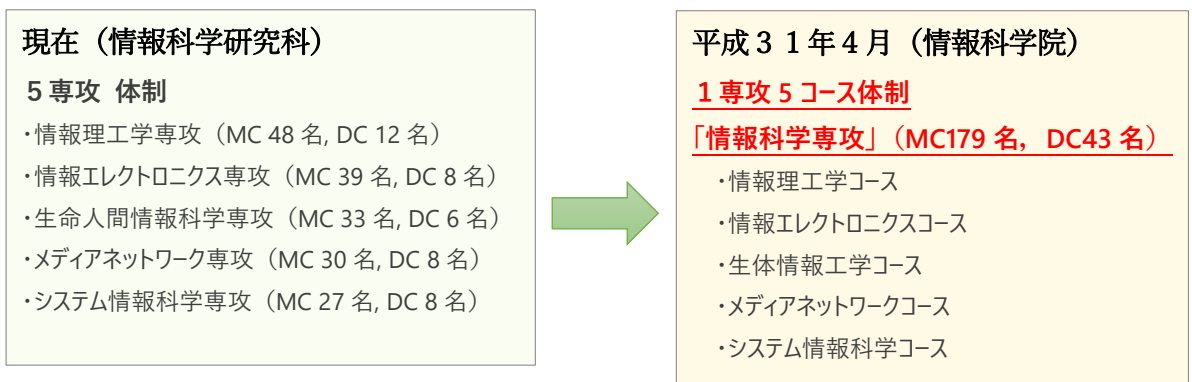 現在（情報科学研究科）
５専攻 体制
・情報理工学専攻（MC 48 名, DC 12 名）
・情報エレクトロニクス専攻（MC 39 名, DC 8 名）
・生命人間情報科学専攻（MC 33 名, DC 6 名）
・メディアネットワーク専攻（MC 30 名, DC 8 名）
・システム情報科学専攻（MC 27 名, DC 8 名）
平成３１年４月（情報科学院）
１専攻 5 コース体制
「情報科学専攻」（MC179 名，DC43 名）
・情報理工学コース
・情報エレクトロニクスコース
・生体情報工学コース
・メディアネットワークコース
・システム情報科学コース